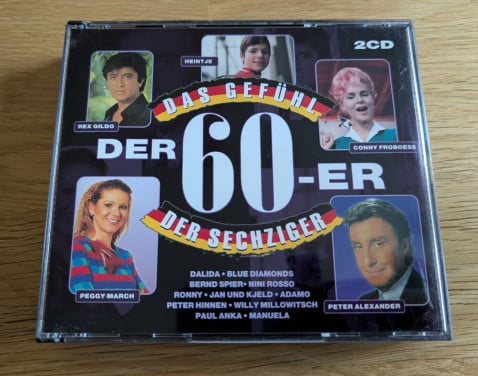 HEINTJE
2CD
REX GILDO
DAS GEFÜHL
CONNY FROBOESS
DER 60-ER
DER SECHZIGER
PEGGY MARCH
PETER ALEXANDER
DALIDA • BLUE DIAMONDS
BERND SPIER • NINI ROSSO
RONNY • JAN UND KJELD • ADAMO
PETER HINNEN • WILLY MILLOWITSCH
PAUL ANKA • MANUELA